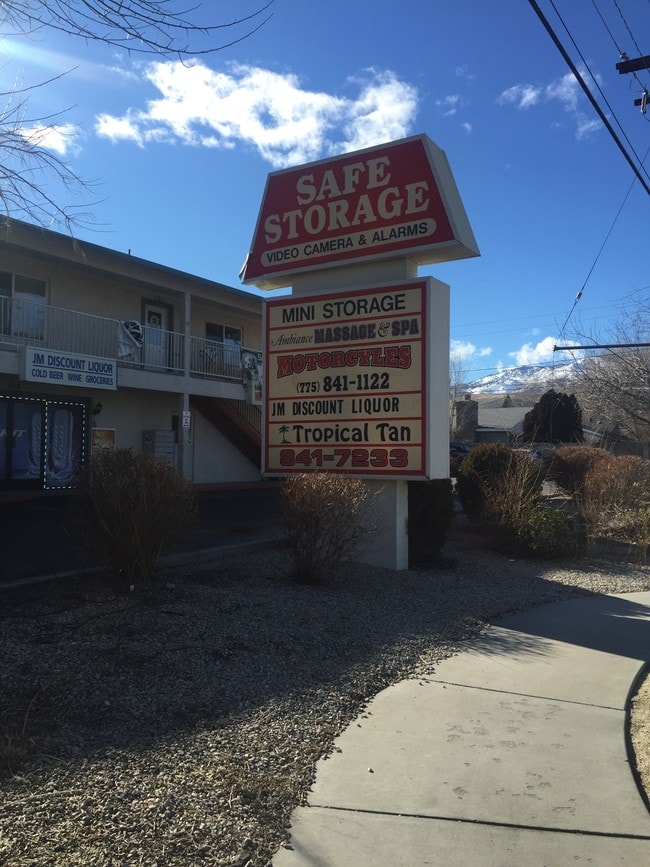 SAFE
STORAGE
VIDEO CAMERA & ALARMS
MINI STORAGE
Ambiance MASSAGE & SPA
MOTORCYLES
(775) 841-1122
JM DISCOUNT LIQUOR
Tropical Tan
841-7233
JM DISCOUNT LIQUOR
COLD BEER WINE GROCERIES